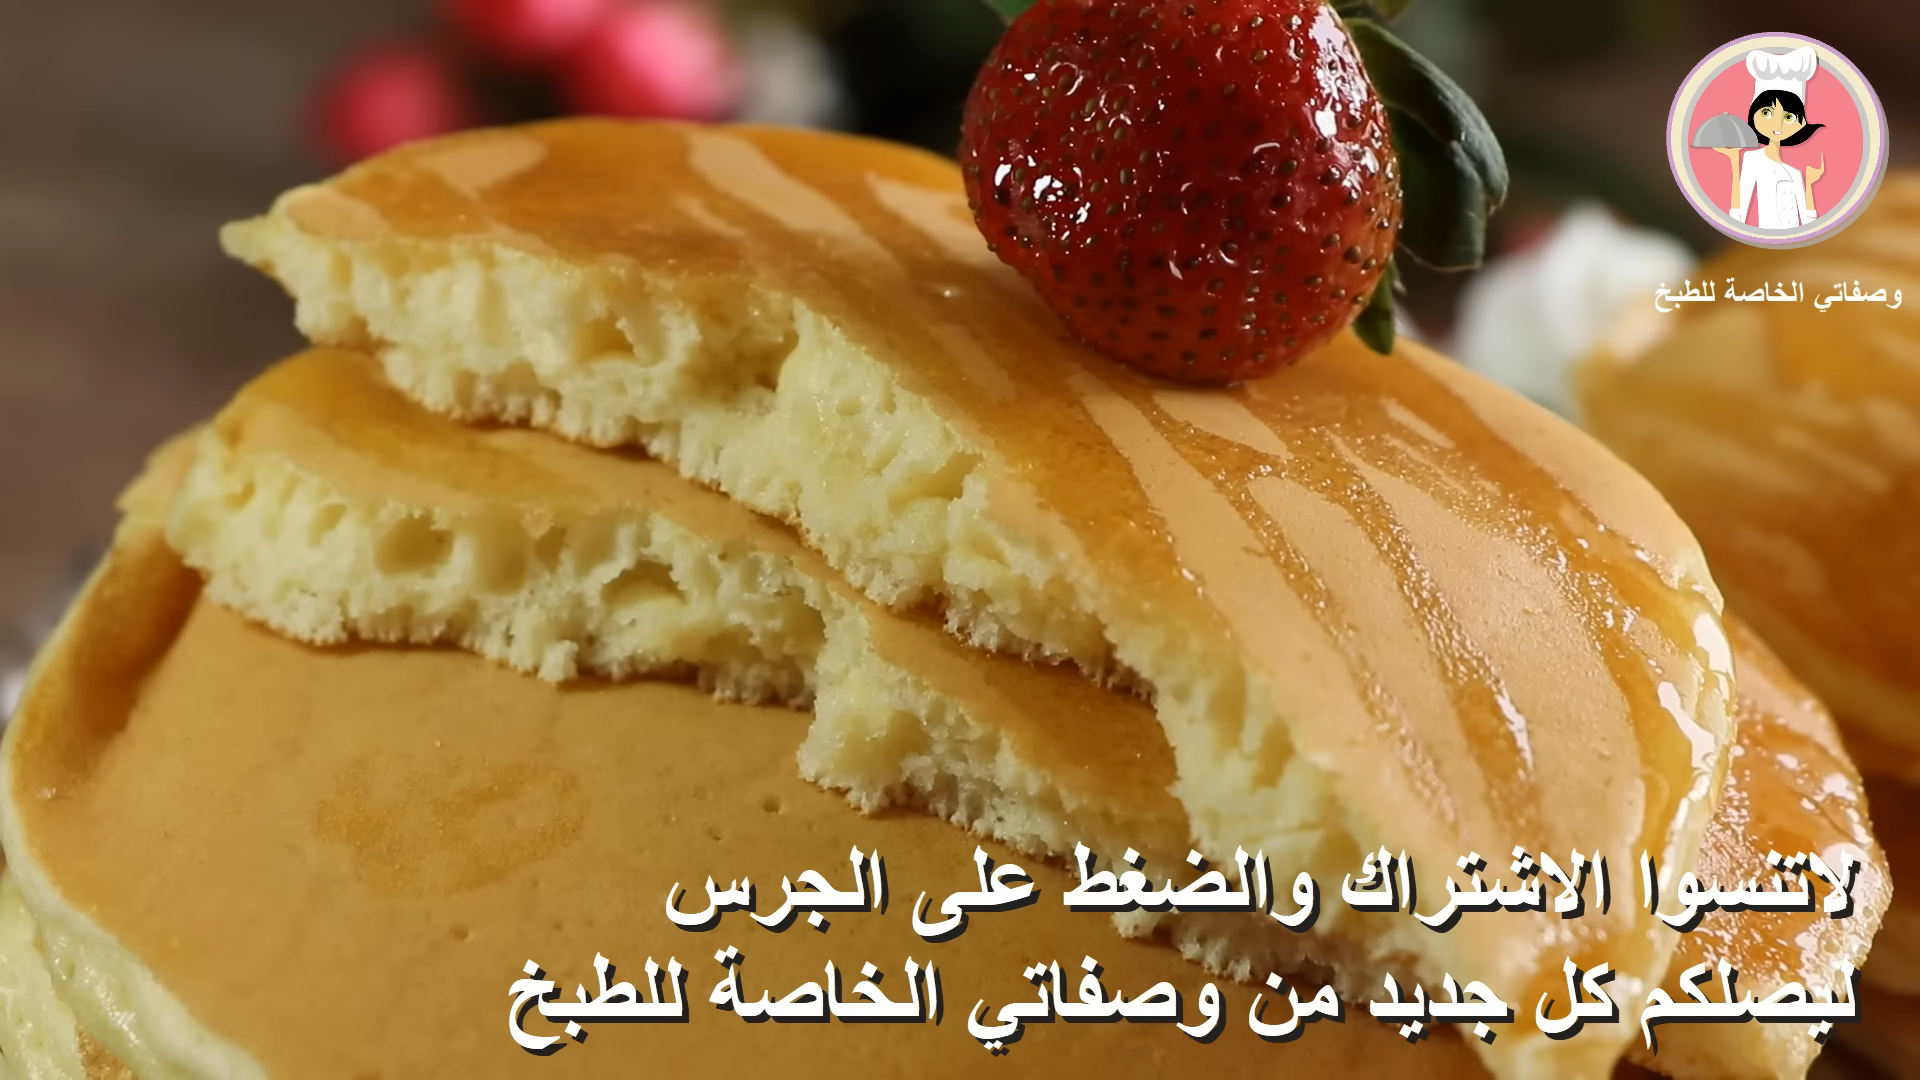 وصفاتي الخاصة للطبخ
لاتنسوا الاشتراك والضغط على الجرس
ليصلكم كل جديد من وصفاتي الخاصة للطبخ